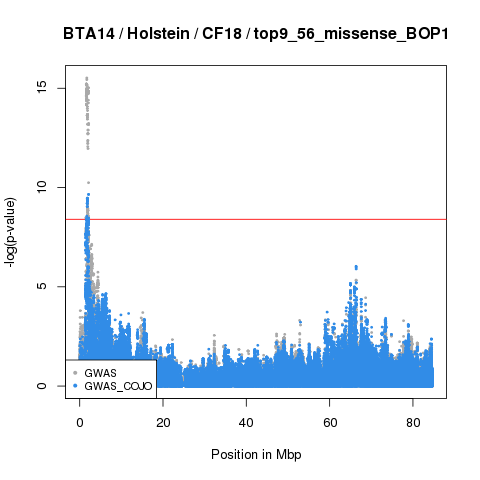 BTA14 / Holstein / CF18 / top9_56_missense_BOP1
15
10
5
0
-log(p-value)
GWAS
GWAS_COJO
0
20
40
60
80
Position in Mbp